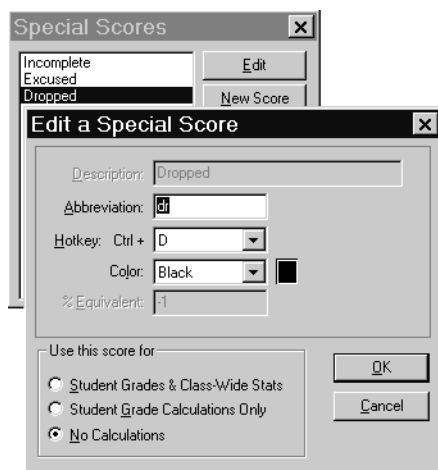 Special Scores
Incomplete
Excused
Dropped
Edit
New Score
Edit a Special Score
Description: Dropped
Abbreviation: dr
Hotkey: Ctrl + D
Color: Black
% Equivalent: -1
Use this score for
Student Grades & Class-Wide Stats
Student Grade Calculations Only
No Calculations
OK
Cancel